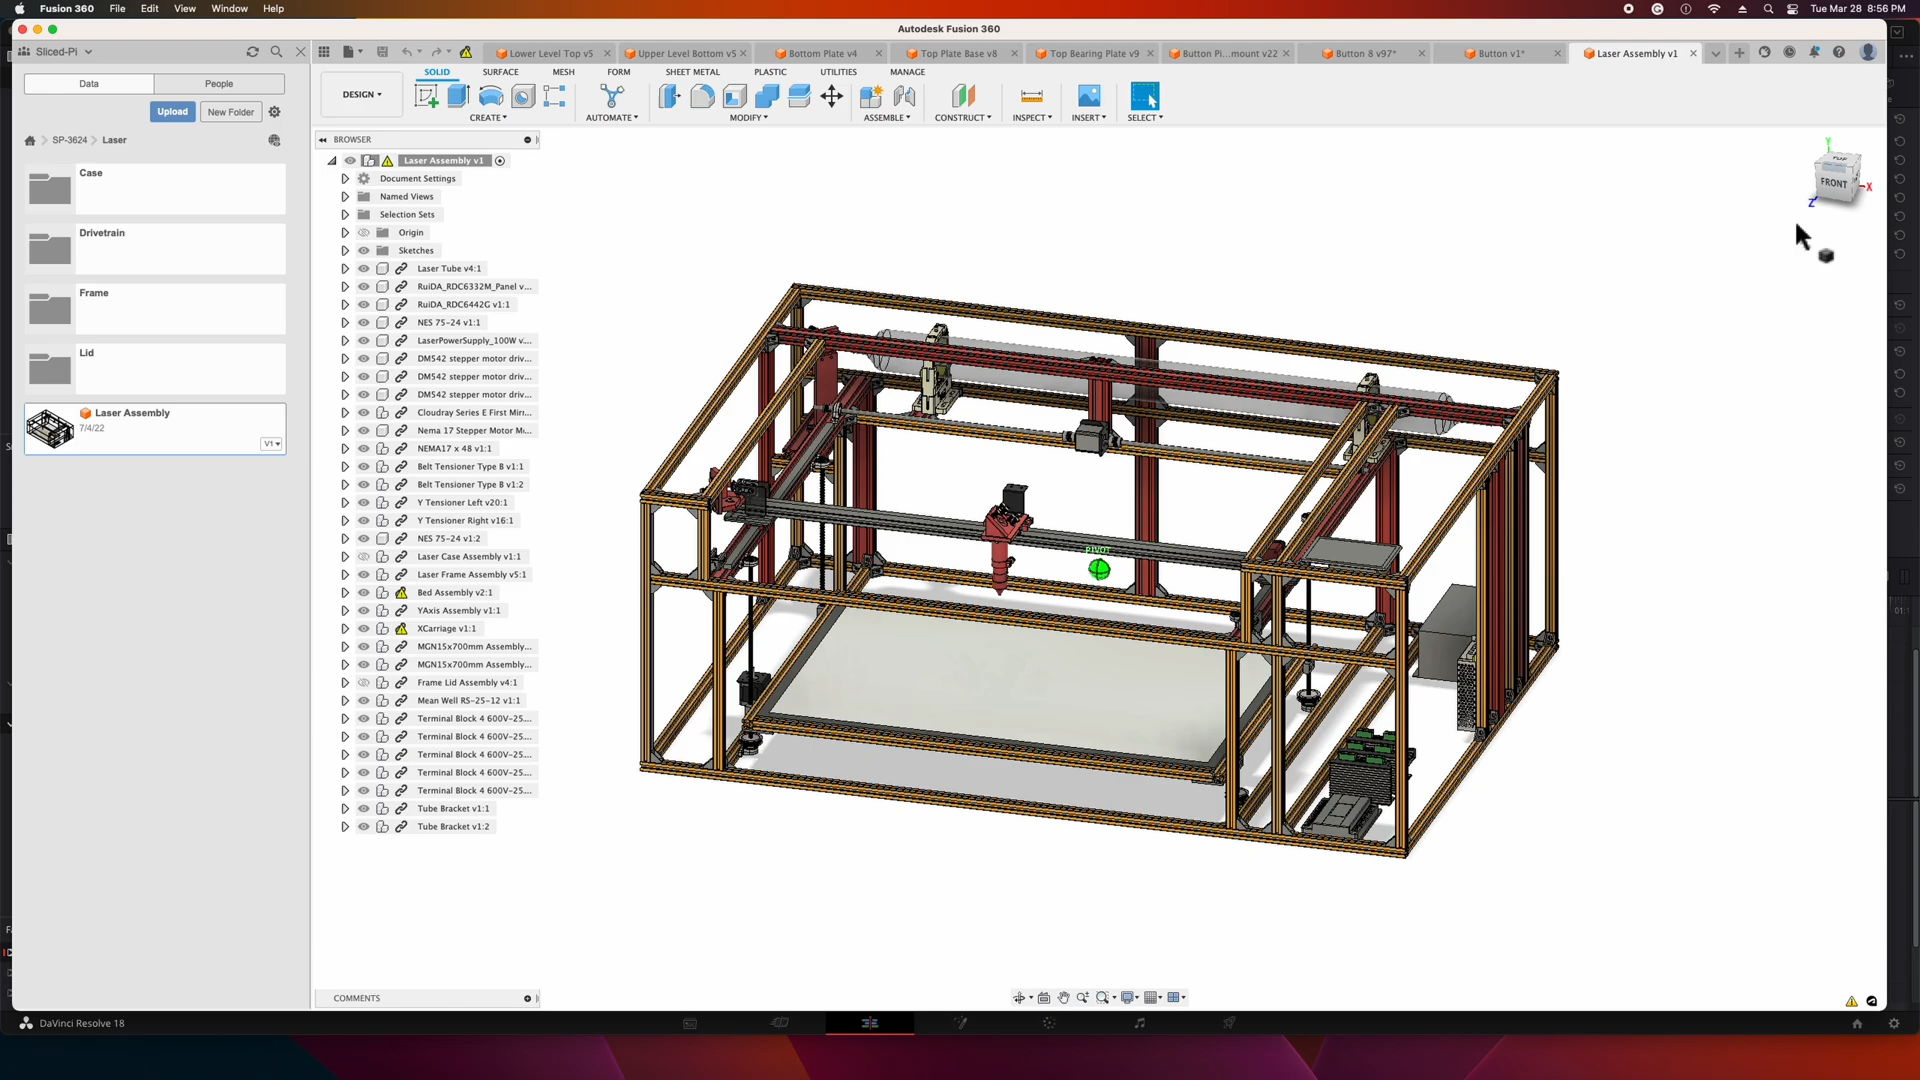 Fusion 360 File Edit View Window Help
Tue Mar 28 8:56 PM
Autodesk Fusion 360
Sliced-Pi
Lower Level Top v5
Upper Level Bottom v5
Bottom Plate v4
Top Plate Base v8
Top Bearing Plate v9
Button Pi...mount v22
Button 8 v97*
Button v1*
Laser Assembly v1
Data People
SOLID SURFACE MESH FORM SHEET METAL PLASTIC UTILITIES MANAGE
DESIGN
CREATE AUTOMATE MODIFY ASSEMBLE CONSTRUCT INSPECT INSERT SELECT
Upload New Folder
SP-3624 Laser
Case
Drivetrain
Frame
Lid
Laser Assembly
7/4/22
V1
BROWSER
Laser Assembly v1
Document Settings
Named Views
Selection Sets
Origin
Sketches
Laser Tube v4:1
RuiDA_RDC6332M_Panel v...
RuiDA_RDC6442G v1:1
NES 75-24 v1:1
LaserPowerSupply_100W v...
DM542 stepper motor driv...
DM542 stepper motor driv...
DM542 stepper motor driv...
Cloudray Series E First Mirr...
Nema 17 Stepper Motor M...
NEMA17 x 48 v1:1
Belt Tensioner Type B v1:1
Belt Tensioner Type B v1:2
Y Tensioner Left v20:1
Y Tensioner Right v16:1
NES 75-24 v1:2
Laser Case Assembly v1:1
Laser Frame Assembly v5:1
Bed Assembly v2:1
YAxis Assembly v1:1
XCarriage v1:1
MGN15x700mm Assembly...
MGN15x700mm Assembly...
Frame Lid Assembly v4:1
Mean Well RS-25-12 v1:1
Terminal Block 4 600V-25...
Terminal Block 4 600V-25...
Terminal Block 4 600V-25...
Terminal Block 4 600V-25...
Terminal Block 4 600V-25...
Tube Bracket v1:1
Tube Bracket v1:2
Y
TOP
FRONT
X
Z
PIVOT
COMMENTS
DaVinci Resolve 18